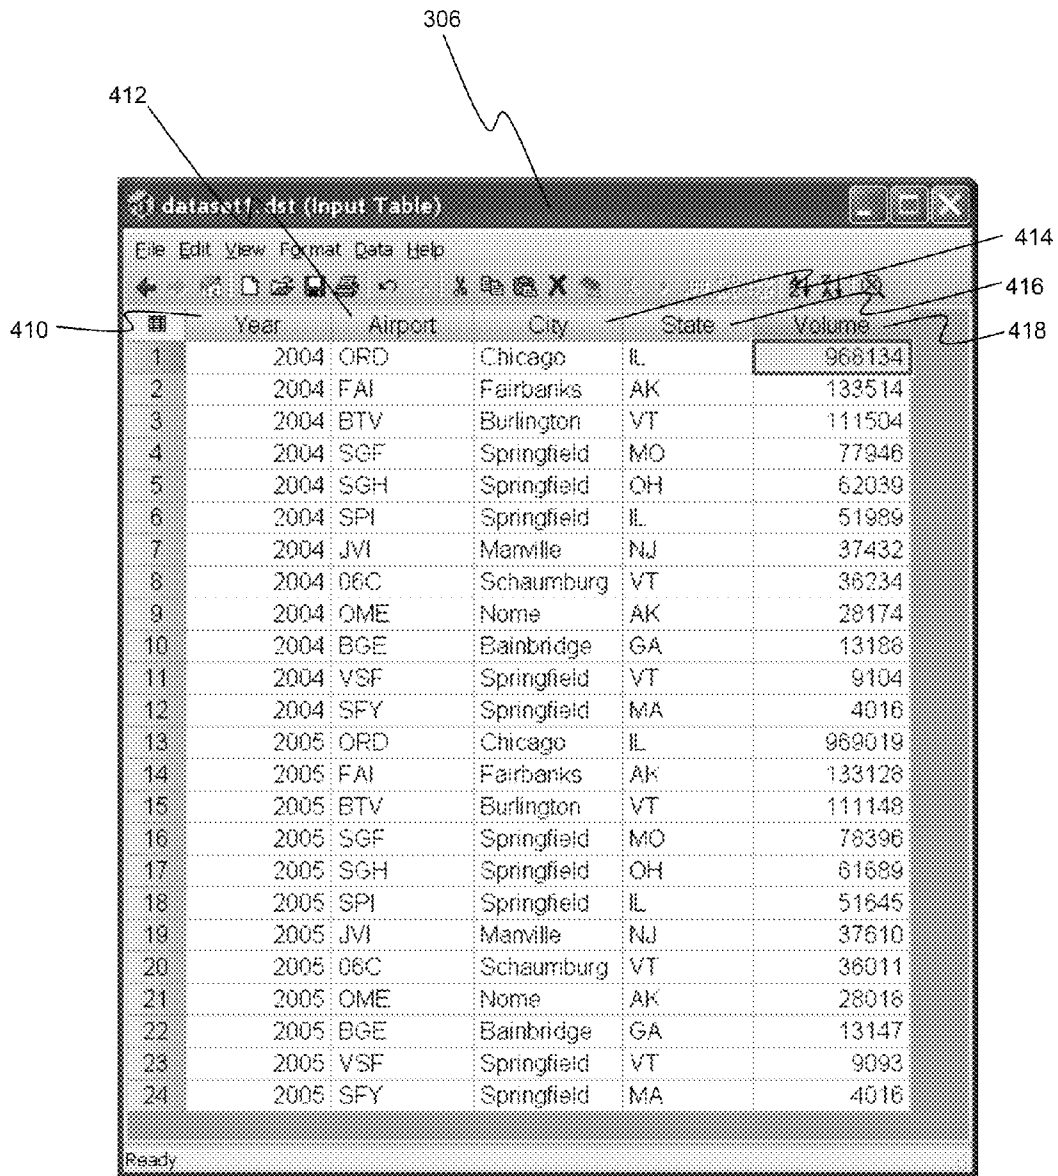 306
412
dataset1.dst (Input Table)
File Edit View Format Data Help
414
416
410
418
Year Airport City State Volume
1 2004 ORD Chicago IL 968134
2 2004 FAI Fairbanks AK 133514
3 2004 BTV Burlington VT 111504
4 2004 SGF Springfield MO 77946
5 2004 SGH Springfield OH 62039
6 2004 SPI Springfield IL 51989
7 2004 JVI Manville NJ 37432
8 2004 06C Schaumburg VT 36234
9 2004 OME Nome AK 28174
10 2004 BGE Bainbridge GA 13188
11 2004 VSF Springfield VT 9104
12 2004 SFY Springfield MA 4016
13 2005 ORD Chicago IL 969019
14 2005 FAI Fairbanks AK 133128
15 2005 BTV Burlington VT 111148
16 2005 SGF Springfield MO 78396
17 2005 SGH Springfield OH 61689
18 2005 SPI Springfield IL 51645
19 2005 JVI Manville NJ 37610
20 2005 06C Schaumburg VT 36011
21 2005 OME Nome AK 28018
22 2005 BGE Bainbridge GA 13147
23 2005 VSF Springfield VT 9093
24 2005 SFY Springfield MA 4016
Ready